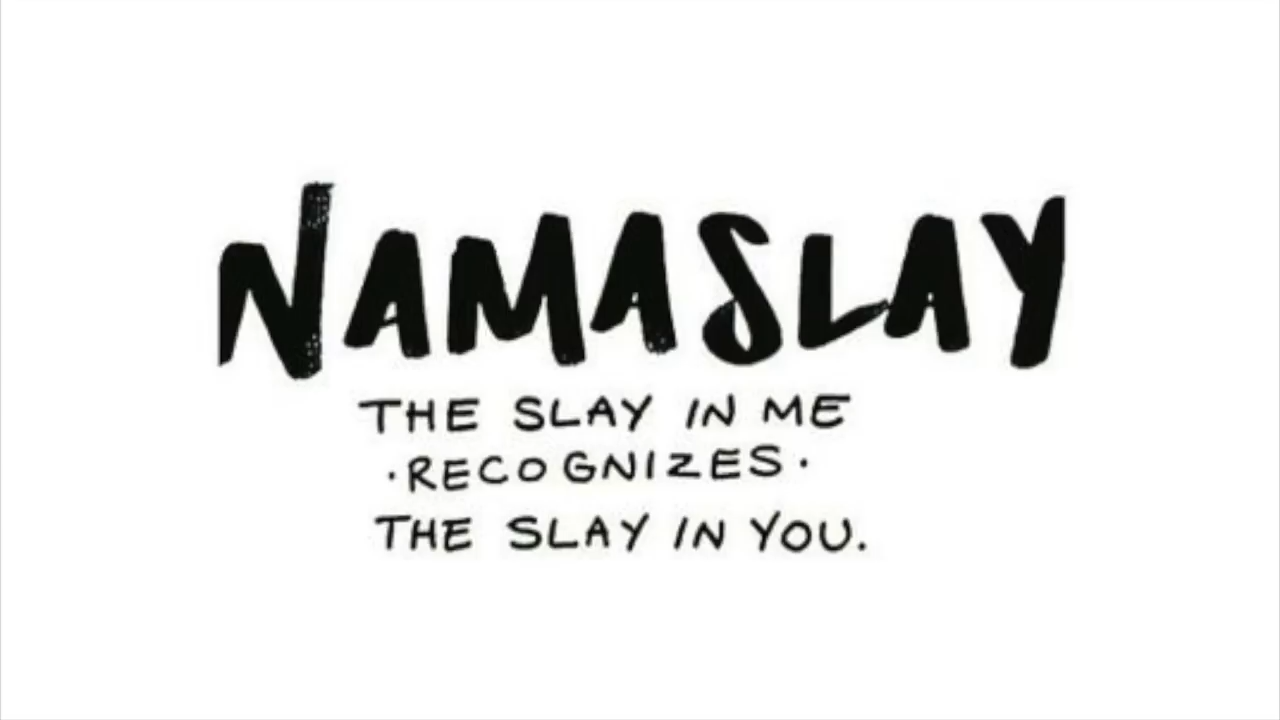 NAMASLAY
THE SLAY IN ME
·RECOGNIZES·
THE SLAY IN YOU.